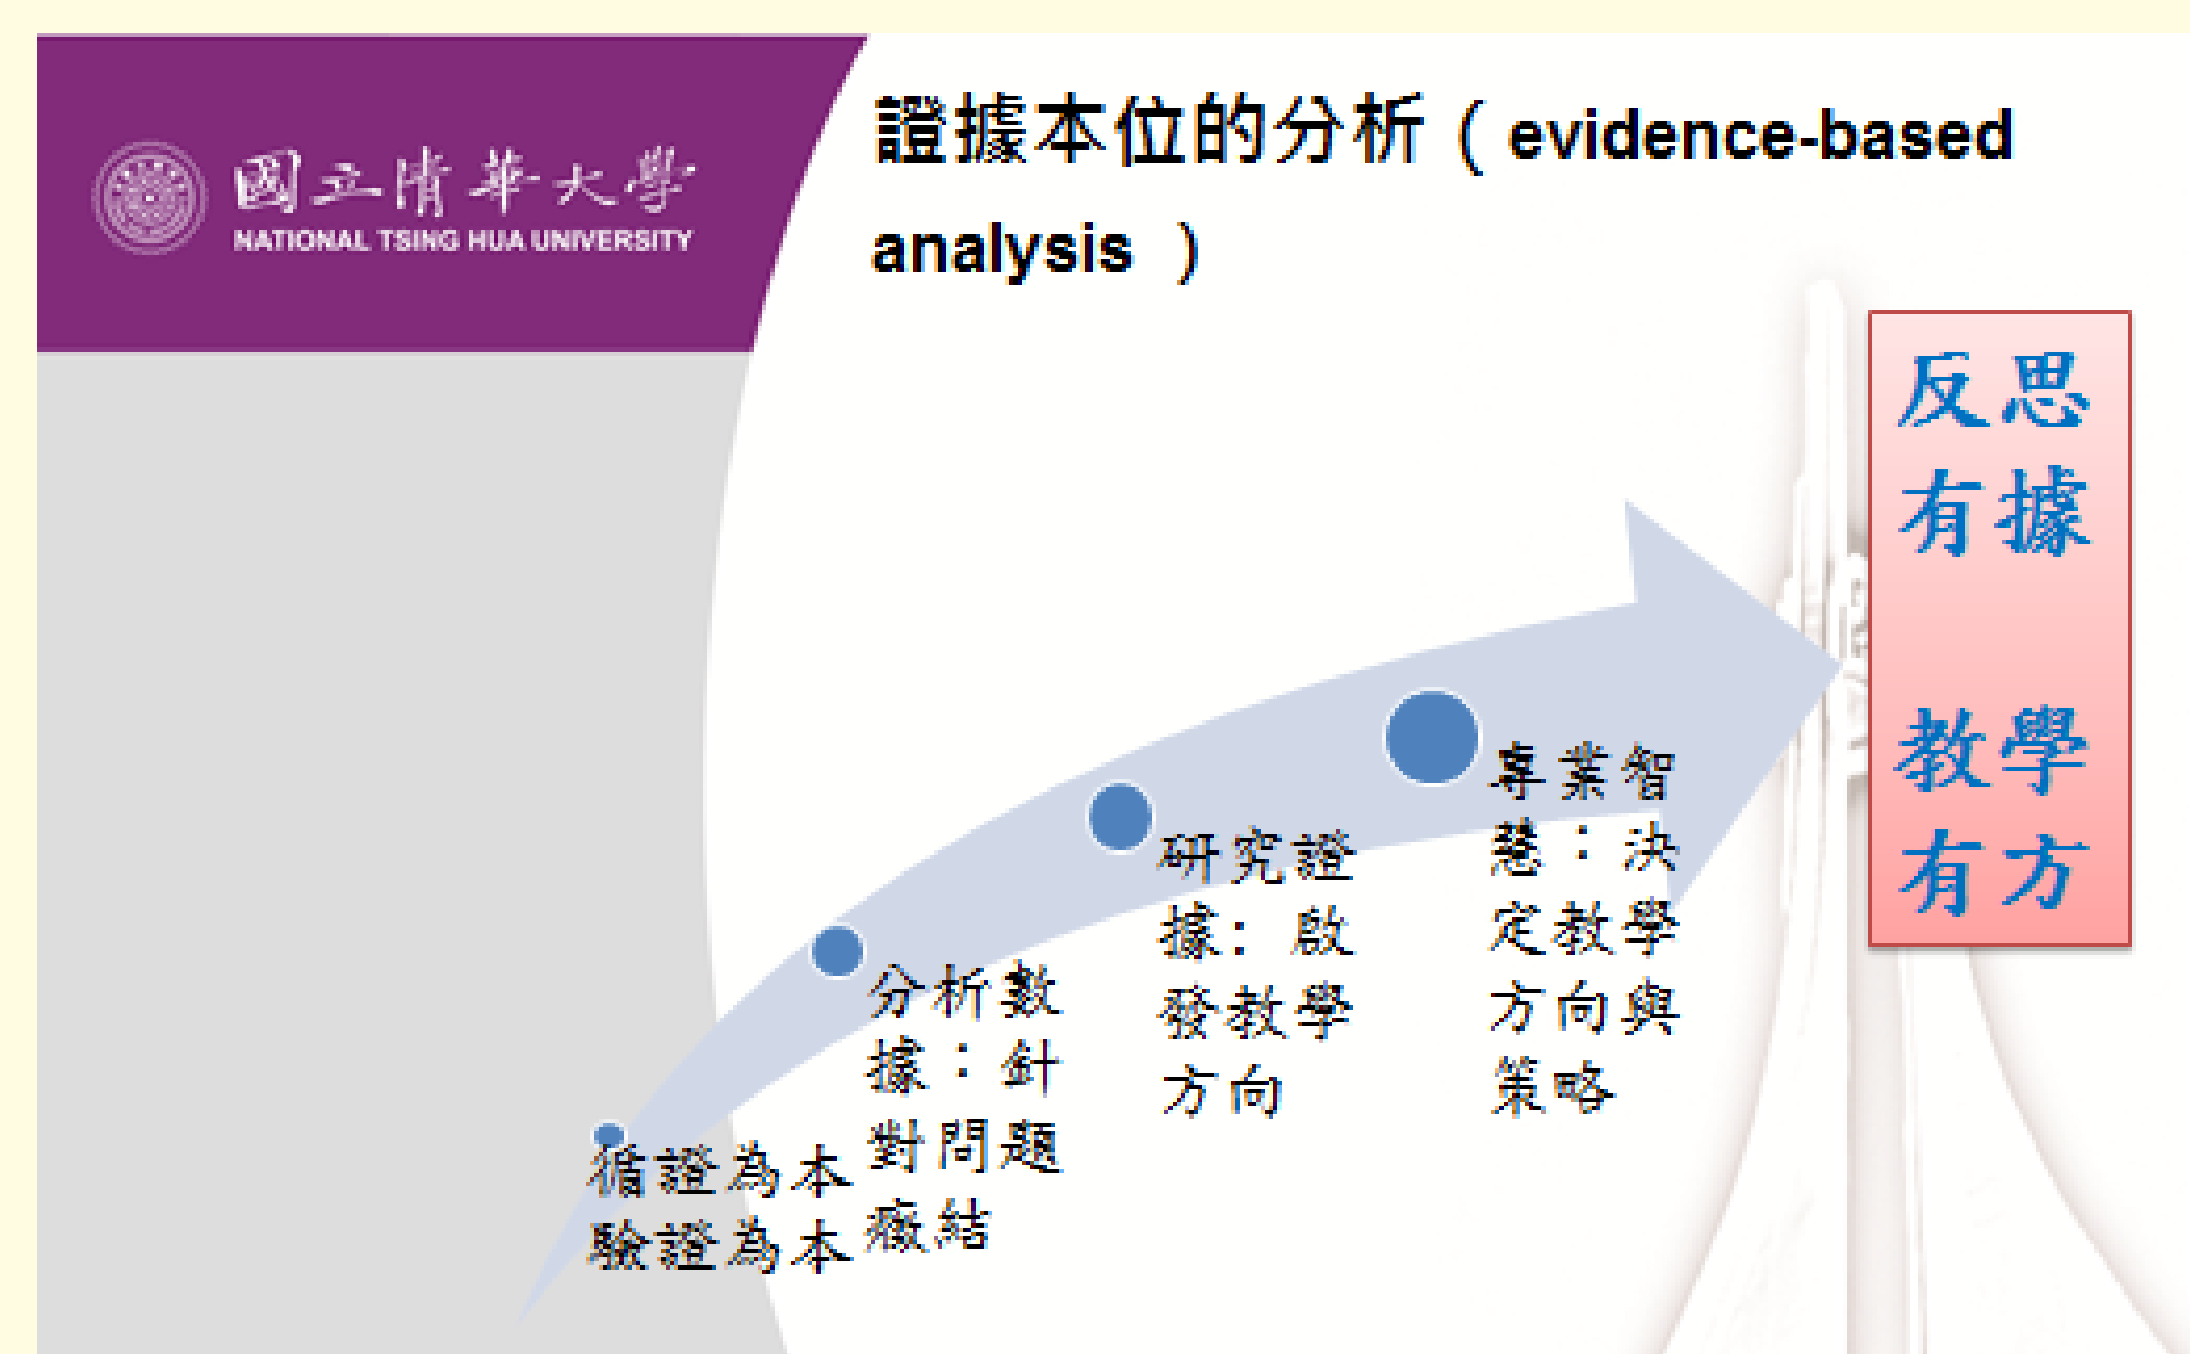 國立清華大學
NATIONAL TSING HUA UNIVERSITY
證據本位的分析（evidence-based
analysis ）
循證為本
驗證為本
分析數
據：針
對問題
癥結
研究證
據：啟
發教學
方向
專業智
慧：決
定教學
方向與
策略
反思
有據
教學
有方